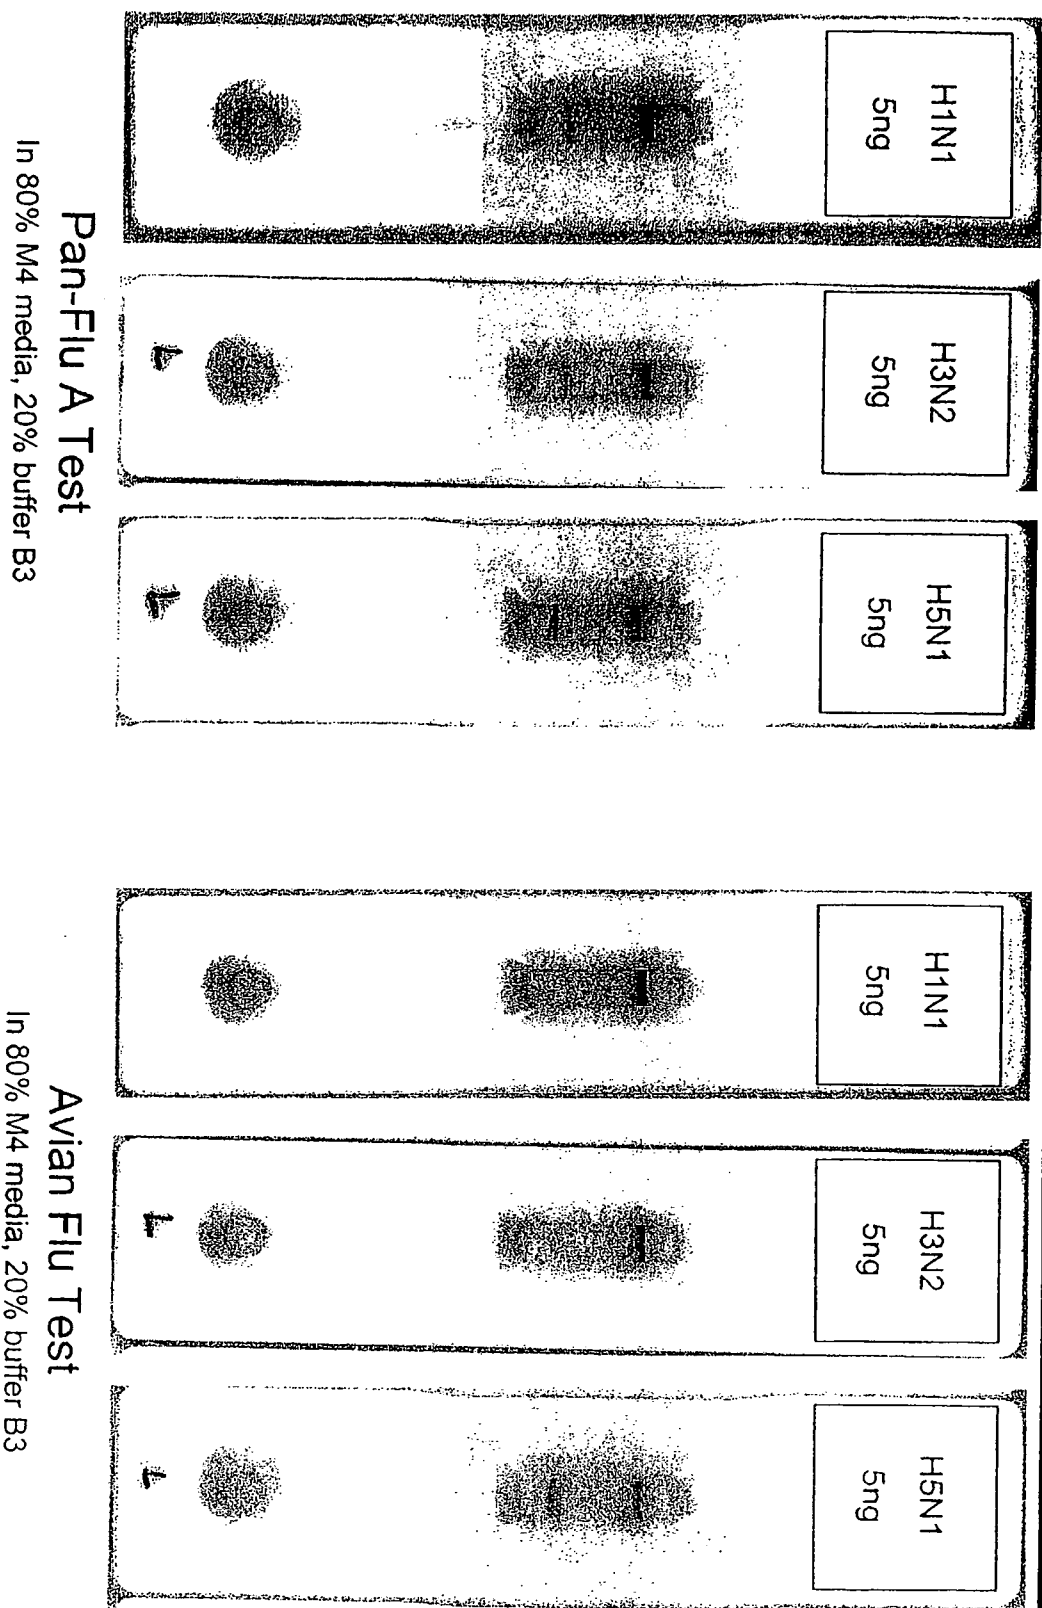 H1N1
5ng
H3N2
5ng
H5N1
5ng
Pan-Flu A Test
In 80% M4 media, 20% buffer B3
H1N1
5ng
H3N2
5ng
H5N1
5ng
Avian Flu Test
In 80% M4 media, 20% buffer B3